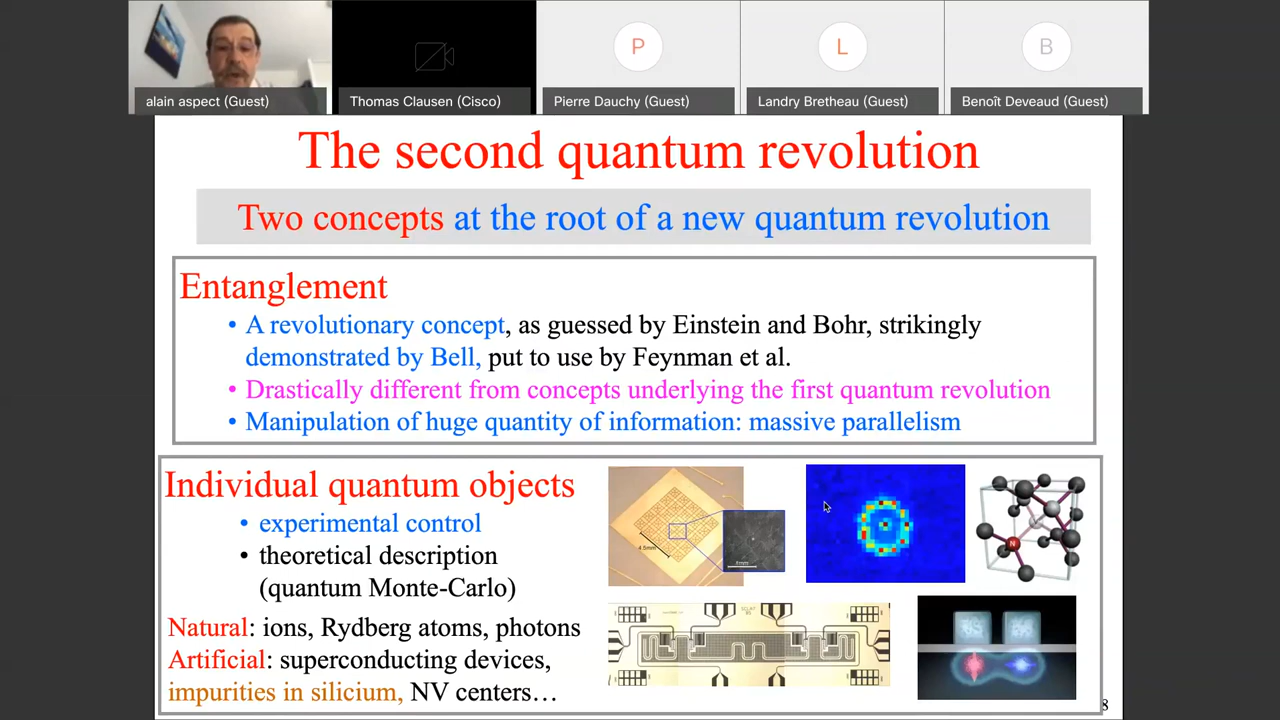 alain aspect (Guest)
Thomas Clausen (Cisco)
P
Pierre Dauchy (Guest)
L
Landry Bretheau (Guest)
B
Benoît Deveaud (Guest)
The second quantum revolution
Two concepts at the root of a new quantum revolution
Entanglement
• A revolutionary concept, as guessed by Einstein and Bohr, strikingly
demonstrated by Bell, put to use by Feynman et al.
• Drastically different from concepts underlying the first quantum revolution
• Manipulation of huge quantity of information: massive parallelism
Individual quantum objects
• experimental control
• theoretical description
(quantum Monte-Carlo)
Natural: ions, Rydberg atoms, photons
Artificial: superconducting devices,
impurities in silicium, NV centers…
4.5mm
N
8